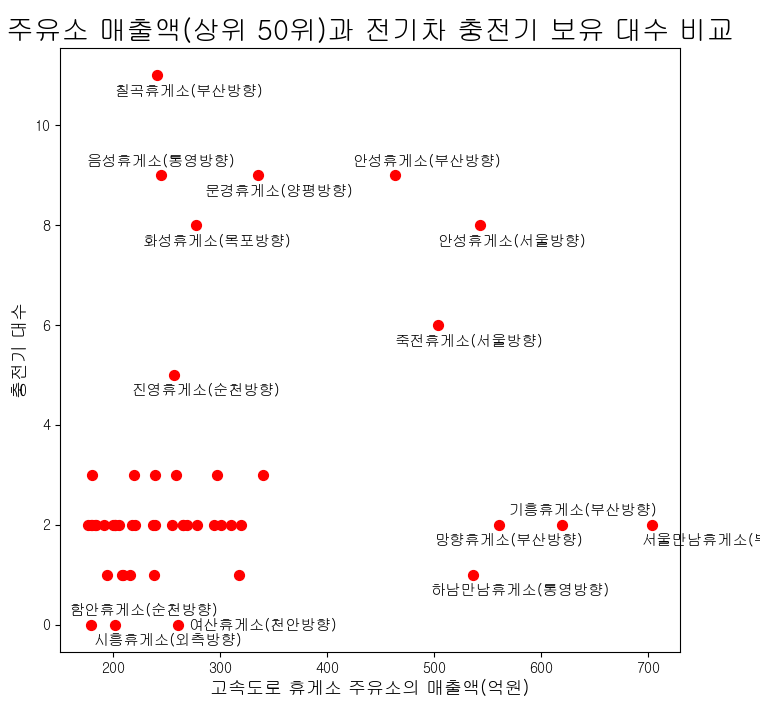 주유소 매출액(상위 50위)과 전기차 충전기 보유 대수 비교
칠곡휴게소(부산방향)
10
음성휴게소(통영방향)
안성휴게소(부산방향)
문경휴게소(양평방향)
8
화성휴게소(목포방향)
안성휴게소(서울방향)
충전기 대수
6
죽전휴게소(서울방향)
진영휴게소(순천방향)
4
기흥휴게소(부산방향)
2
망향휴게소(부산방향)
서울만남휴게소(부
하남만남휴게소(통영방향)
함안휴게소(순천방향)
0
여산휴게소(천안방향)
시흥휴게소(외측방향)
200 300 400 500 600 700
고속도로 휴게소 주유소의 매출액(억원)